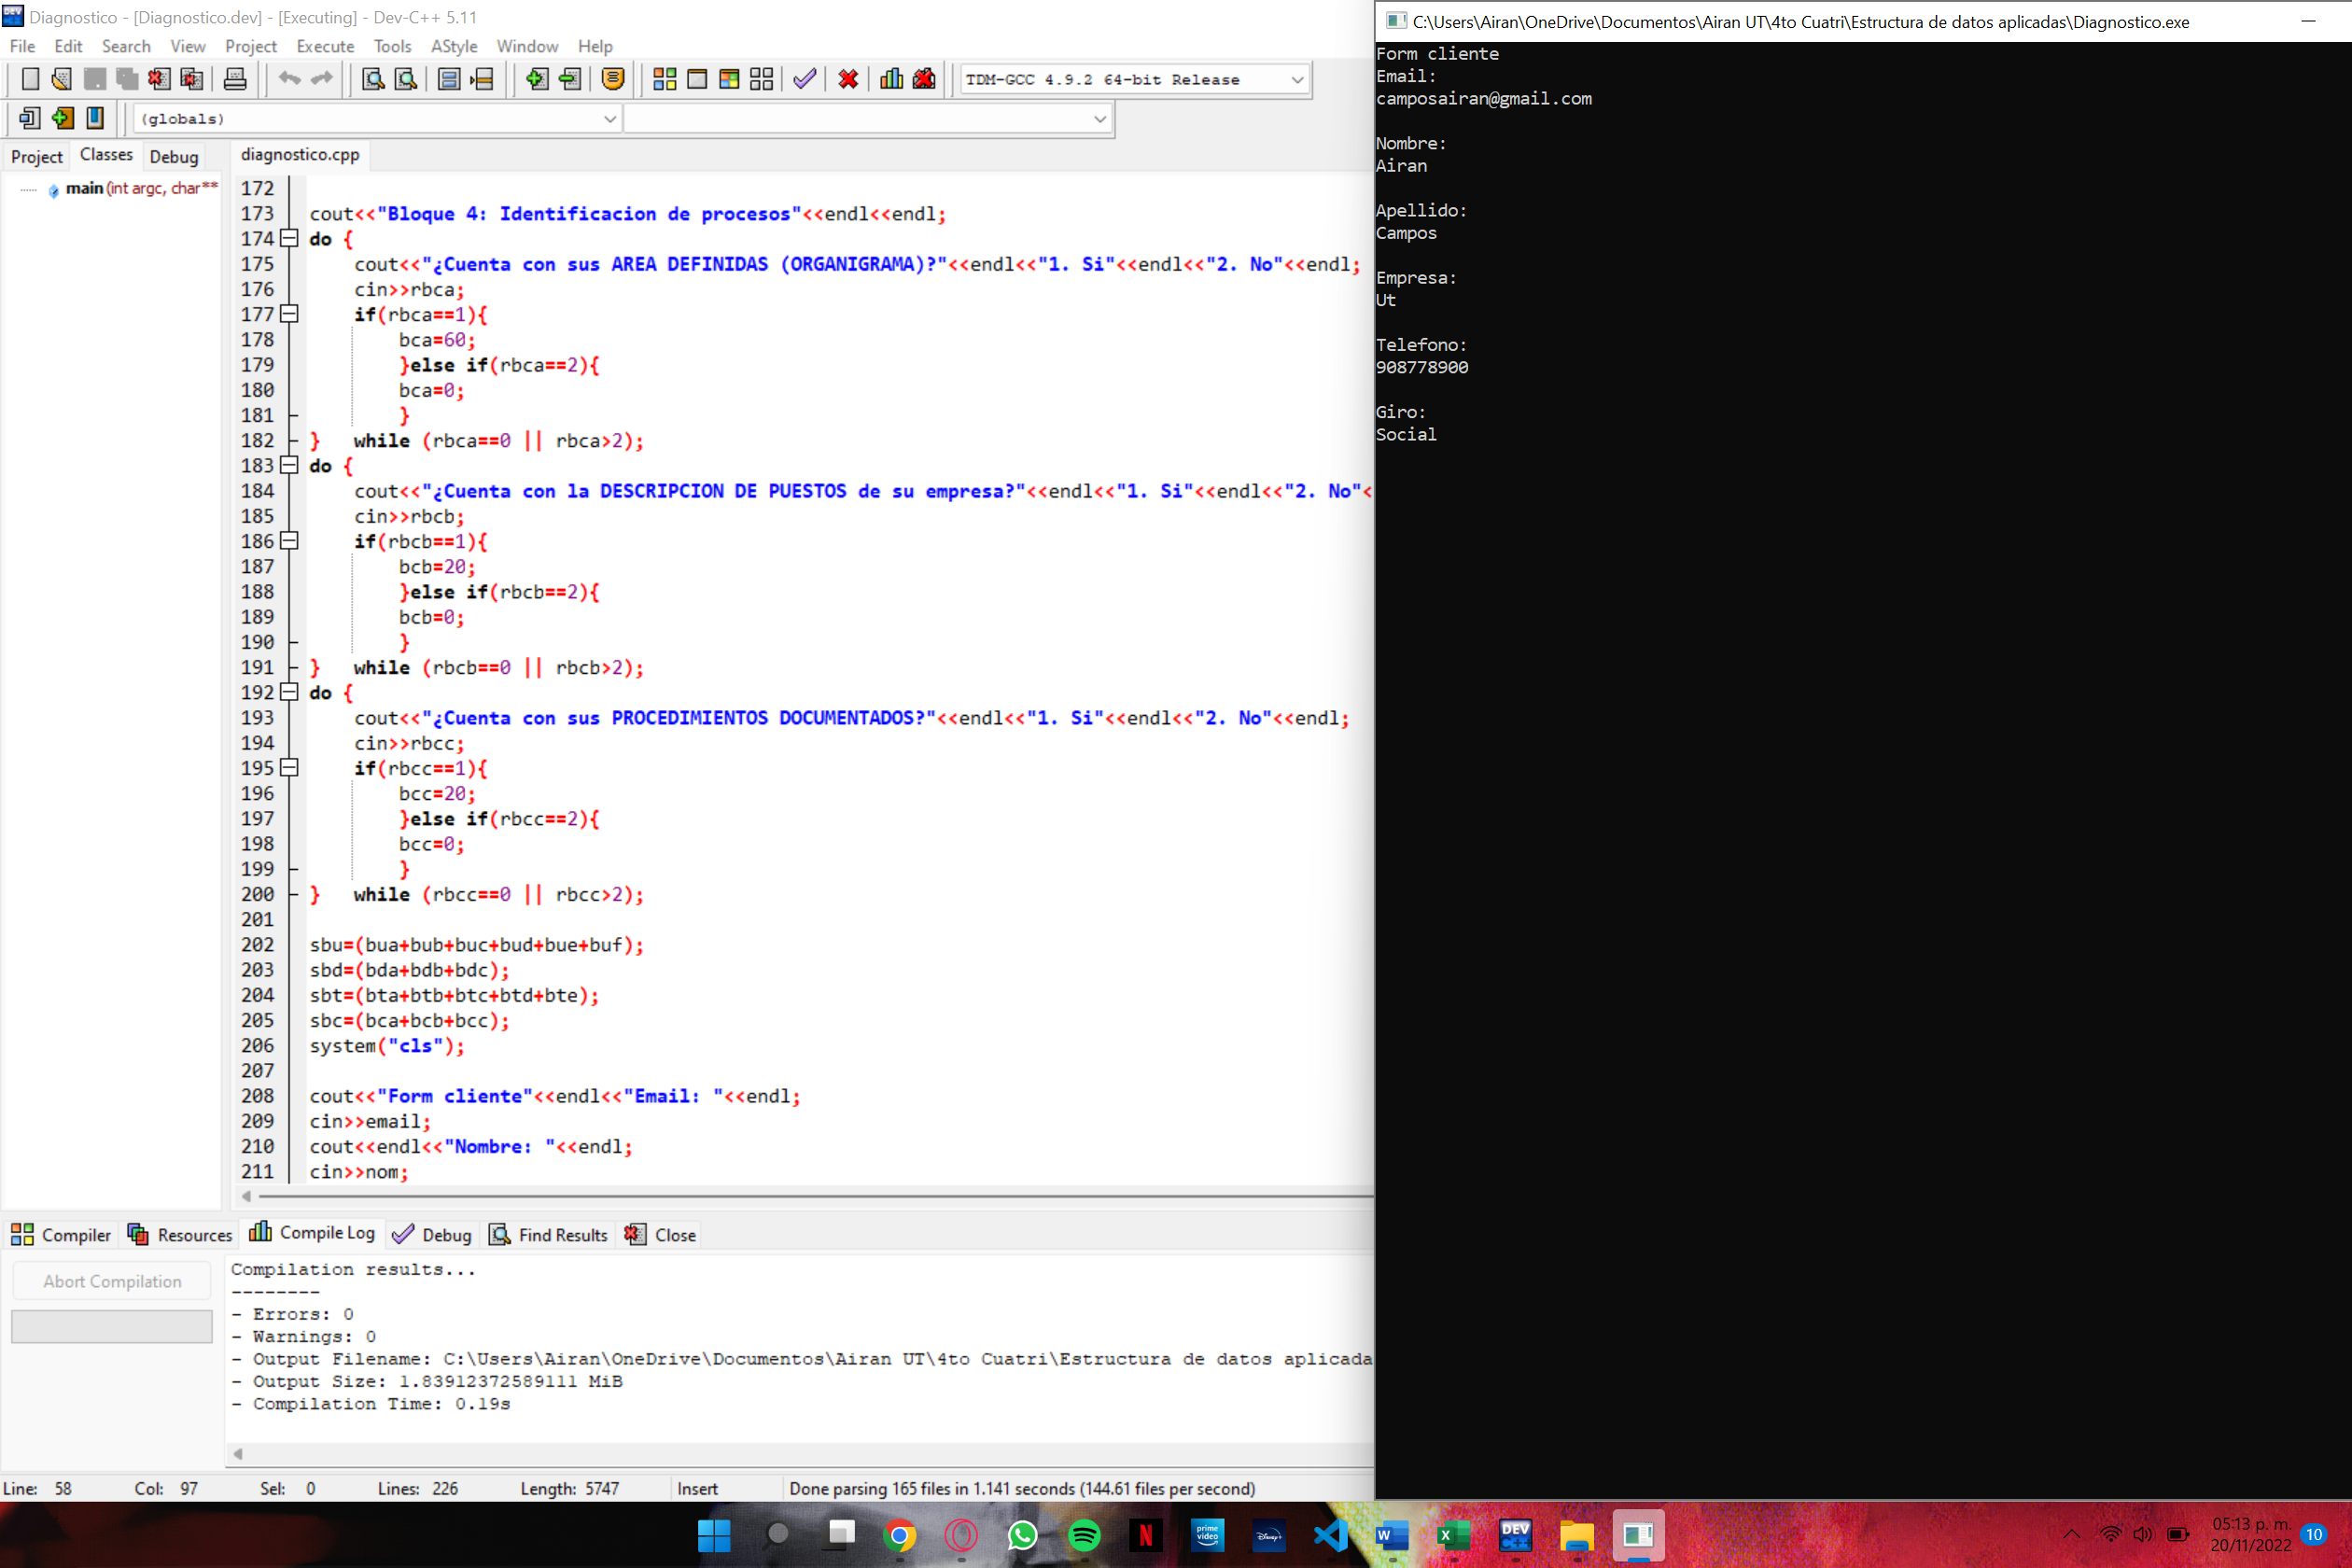 Diagnostico - [Diagnostico.dev] - [Executing] - Dev-C++ 5.11
File Edit Search View Project Execute Tools AStyle Window Help
TDM-GCC 4.9.2 64-bit Release
(globals)
Project Classes Debug
main (int argc, char**
diagnostico.cpp
172
173 cout<<"Bloque 4: Identificacion de procesos"<<endl<<endl;
174 do {
175 cout<<"¿Cuenta con sus AREA DEFINIDAS (ORGANIGRAMA)?"<<endl<<"1. Si"<<endl<<"2. No"<<endl;
176 cin>>rbca;
177 if(rbca==1){
178 bca=60;
179 }else if(rbca==2){
180 bca=0;
181 }
182 } while (rbca==0 || rbca>2);
183 do {
184 cout<<"¿Cuenta con la DESCRIPCION DE PUESTOS de su empresa?"<<endl<<"1. Si"<<endl<<"2. No"<
185 cin>>rbcb;
186 if(rbcb==1){
187 bcb=20;
188 }else if(rbcb==2){
189 bcb=0;
190 }
191 } while (rbcb==0 || rbcb>2);
192 do {
193 cout<<"¿Cuenta con sus PROCEDIMIENTOS DOCUMENTADOS?"<<endl<<"1. Si"<<endl<<"2. No"<<endl;
194 cin>>rbcc;
195 if(rbcc==1){
196 bcc=20;
197 }else if(rbcc==2){
198 bcc=0;
199 }
200 } while (rbcc==0 || rbcc>2);
201
202 sbu=(bua+bub+buc+bud+bue+buf);
203 sbd=(bda+bdb+bdc);
204 sbt=(bta+btb+btc+btd+bte);
205 sbc=(bca+bcb+bcc);
206 system("cls");
207
208 cout<<"Form cliente"<<endl<<"Email: "<<endl;
209 cin>>email;
210 cout<<endl<<"Nombre: "<<endl;
211 cin>>nom;
Compiler Resources Compile Log Debug Find Results Close
Abort Compilation
Compilation results...
--------
- Errors: 0
- Warnings: 0
- Output Filename: C:\Users\Airan\OneDrive\Documentos\Airan UT\4to Cuatri\Estructura de datos aplicada
- Output Size: 1.83912372589111 MiB
- Compilation Time: 0.19s
Line: 58 Col: 97 Sel: 0 Lines: 226 Length: 5747 Insert Done parsing 165 files in 1.141 seconds (144.61 files per second)
C:\Users\Airan\OneDrive\Documentos\Airan UT\4to Cuatri\Estructura de datos aplicadas\Diagnostico.exe
Form cliente
Email:
camposairan@gmail.com
Nombre:
Airan
Apellido:
Campos
Empresa:
Ut
Telefono:
908778900
Giro:
Social
prime video
Disney+
DEV C++
05:13 p. m.
20/11/2022
10